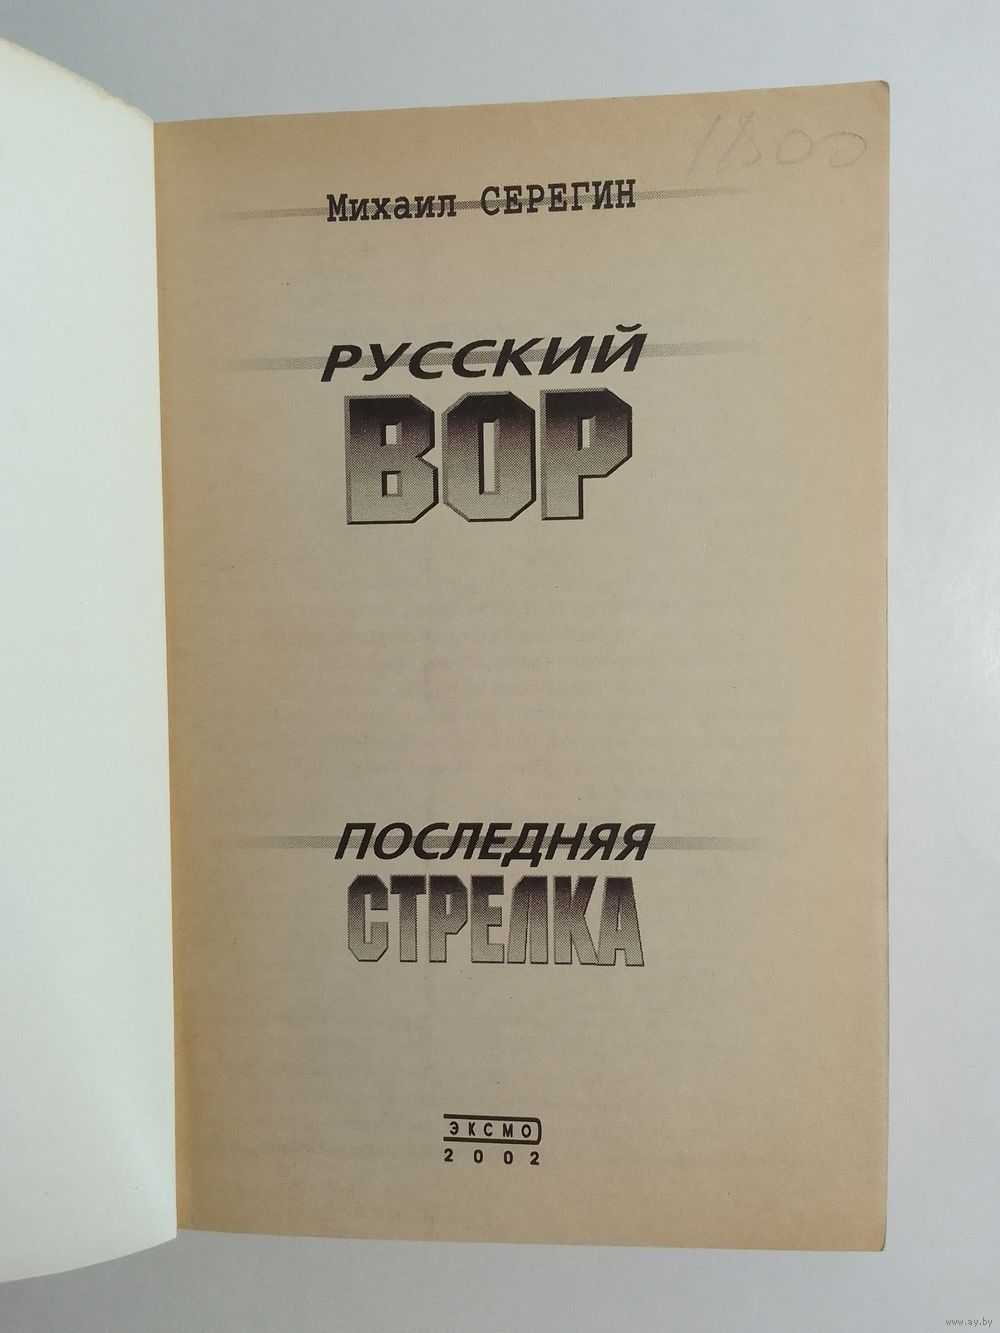 1800
Михаил СЕРЕГИН
РУССКИЙ
ВОР
ПОСЛЕДНЯЯ
СТРЕЛКА
ЭКСМО
2002
www.ay.by